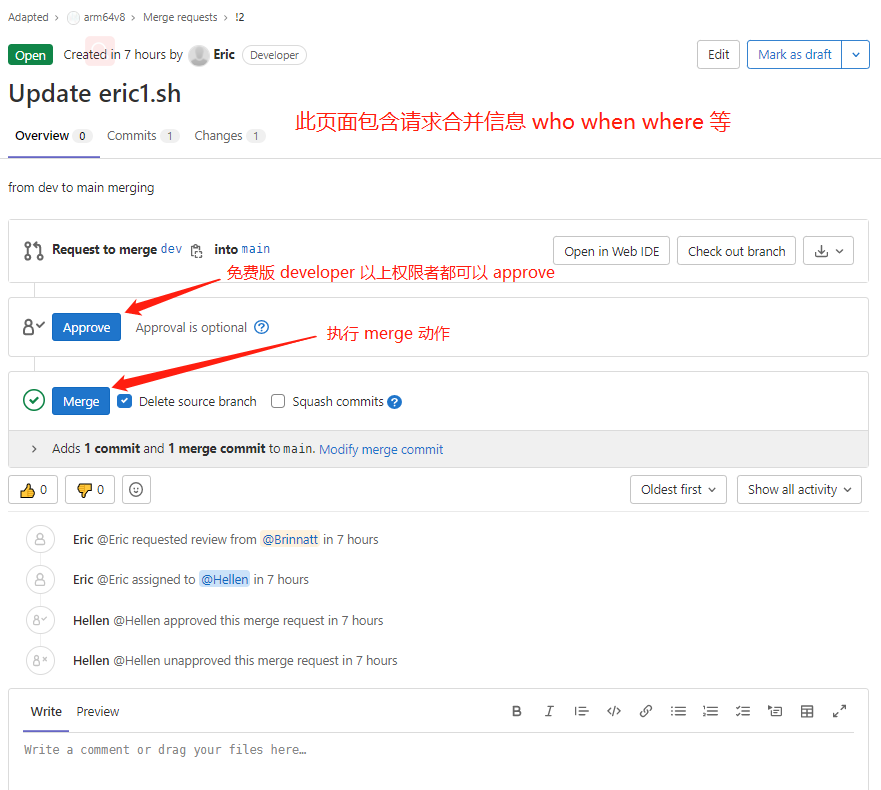 Adapted > arm64v8 > Merge requests > !2
Open Created in 7 hours by Eric Developer Edit Mark as draft
Update eric1.sh
此页面包含请求合并信息 who when where 等
Overview 0 Commits 1 Changes 1
from dev to main merging
Request to merge dev into main Open in Web IDE Check out branch
免费版 developer 以上权限者都可以 approve
Approve Approval is optional ?
执行 merge 动作
Merge Delete source branch Squash commits ?
> Adds 1 commit and 1 merge commit to main. Modify merge commit
0 0 Oldest first Show all activity
Eric @Eric requested review from @Brinnatt in 7 hours
Eric @Eric assigned to @Hellen in 7 hours
Hellen @Hellen approved this merge request in 7 hours
Hellen @Hellen unapproved this merge request in 7 hours
Write Preview
Write a comment or drag your files here…